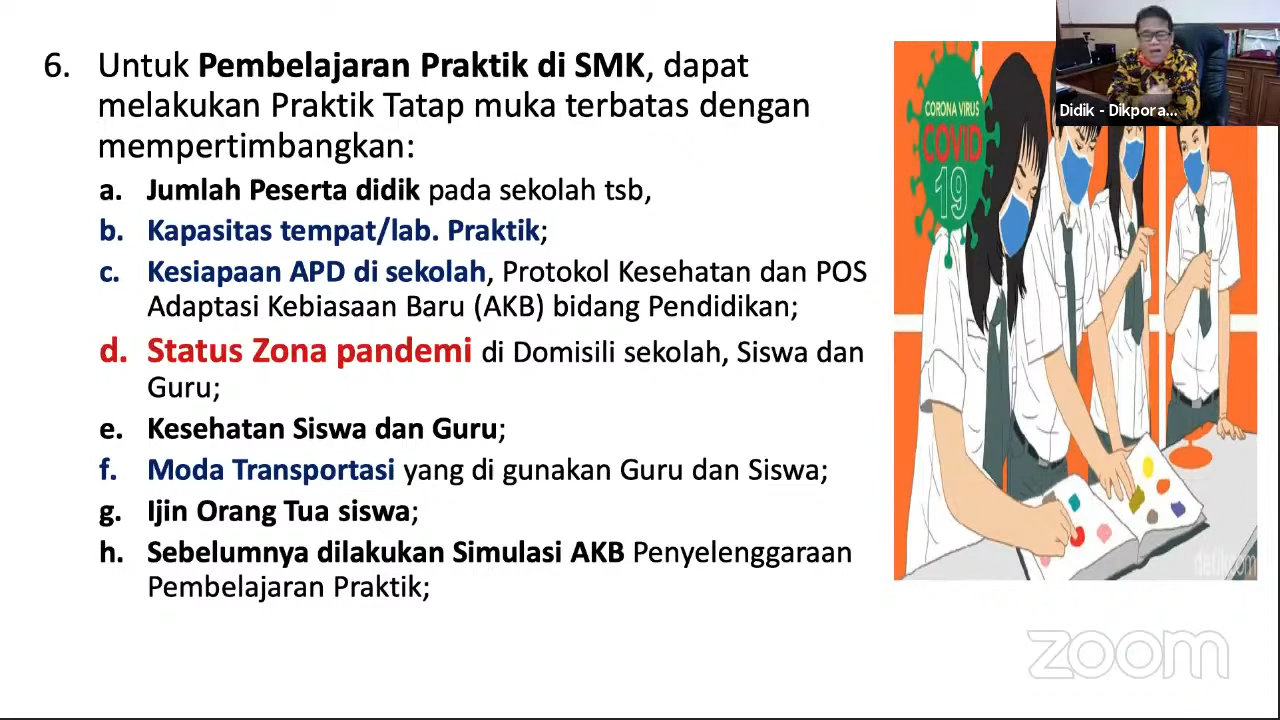 6. Untuk Pembelajaran Praktik di SMK, dapat
melakukan Praktik Tatap muka terbatas dengan
mempertimbangkan:
a. Jumlah Peserta didik pada sekolah tsb,
b. Kapasitas tempat/lab. Praktik;
c. Kesiapaan APD di sekolah, Protokol Kesehatan dan POS
Adaptasi Kebiasaan Baru (AKB) bidang Pendidikan;
d. Status Zona pandemi di Domisili sekolah, Siswa dan
Guru;
e. Kesehatan Siswa dan Guru;
f. Moda Transportasi yang di gunakan Guru dan Siswa;
g. Ijin Orang Tua siswa;
h. Sebelumnya dilakukan Simulasi AKB Penyelenggaraan
Pembelajaran Praktik;
CORONA VIRUS
COVID
19
Didik - Dikpora...
detikcom
zoom